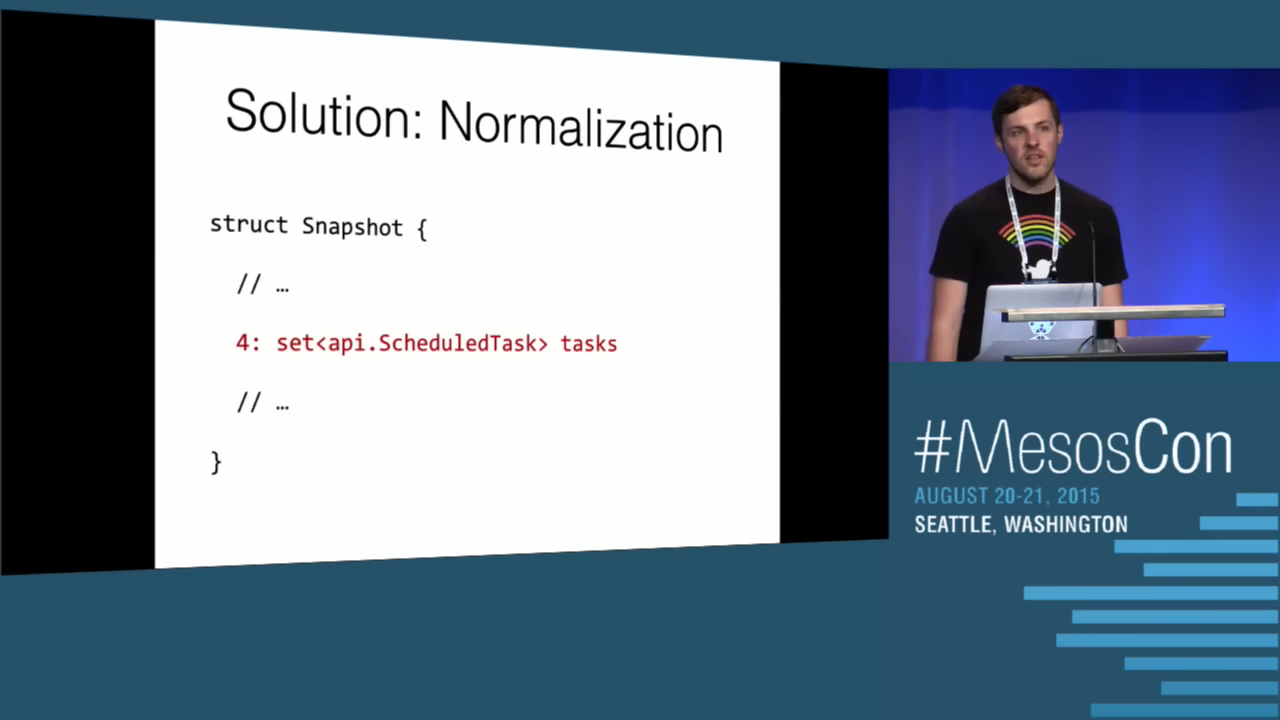 Solution: Normalization
struct Snapshot {
// …
4: set<api.ScheduledTask> tasks
// …
}
#MesosCon
AUGUST 20-21, 2015
SEATTLE, WASHINGTON